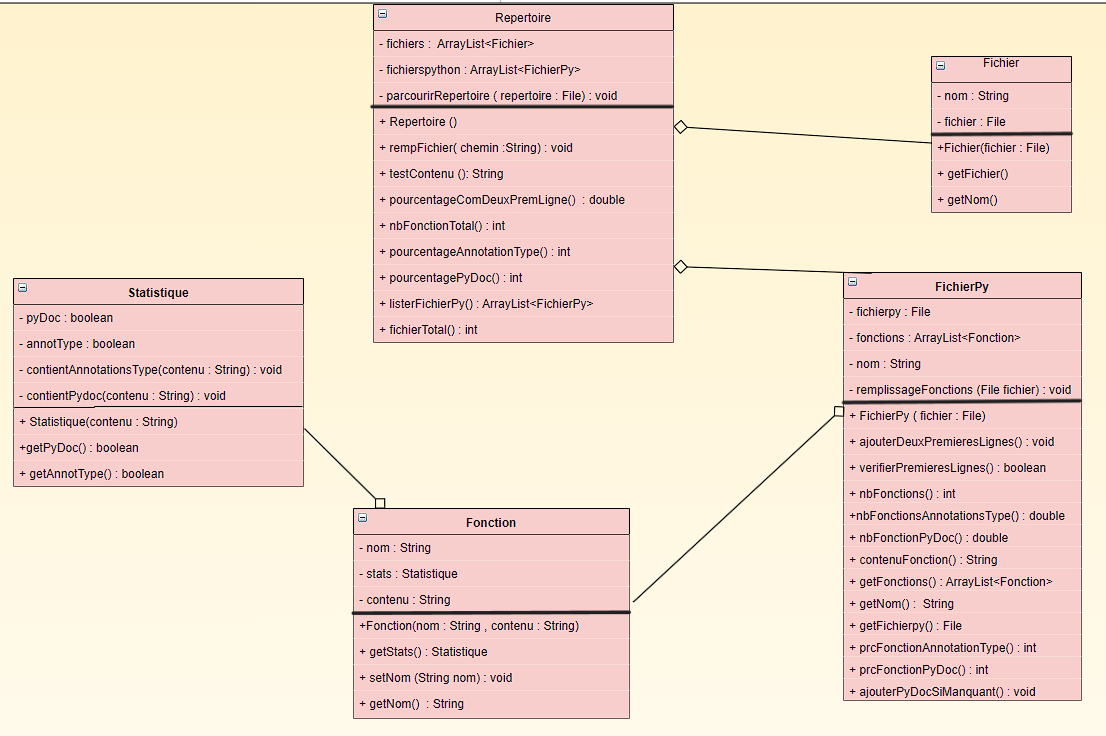 Repertoire
- fichiers : ArrayList<Fichier>
- fichierspython : ArrayList<FichierPy>
- parcourirRepertoire ( repertoire : File) : void
+ Repertoire ()
+ rempFichier( chemin :String) : void
+ testContenu (): String
+ pourcentageComDeuxPremLigne() : double
+ nbFonctionTotal() : int
+ pourcentageAnnotationType() : int
+ pourcentagePyDoc() : int
+ listerFichierPy() : ArrayList<FichierPy>
+ fichierTotal() : int
Fichier
- nom : String
- fichier : File
+Fichier(fichier : File)
+ getFichier()
+ getNom()
Statistique
- pyDoc : boolean
- annotType : boolean
- contientAnnotationsType(contenu : String) : void
- contientPydoc(contenu : String) : void
+ Statistique(contenu : String)
+getPyDoc() : boolean
+ getAnnotType() : boolean
FichierPy
- fichierpy : File
- fonctions : ArrayList<Fonction>
- nom : String
- remplissageFonctions (File fichier) : void
+ FichierPy ( fichier : File)
+ ajouterDeuxPremieresLignes() : void
+ verifierPremieresLignes() : boolean
+ nbFonctions() : int
+nbFonctionsAnnotationsType() : double
+ nbFonctionPyDoc() : double
+ contenuFonction() : String
+ getFonctions() : ArrayList<Fonction>
+ getNom() : String
+ getFichierpy() : File
+ prcFonctionAnnotationType() : int
+ prcFonctionPyDoc() : int
+ ajouterPyDocSiManquant() : void
Fonction
- nom : String
- stats : Statistique
- contenu : String
+Fonction(nom : String , contenu : String)
+ getStats() : Statistique
+ setNom (String nom) : void
+ getNom() : String